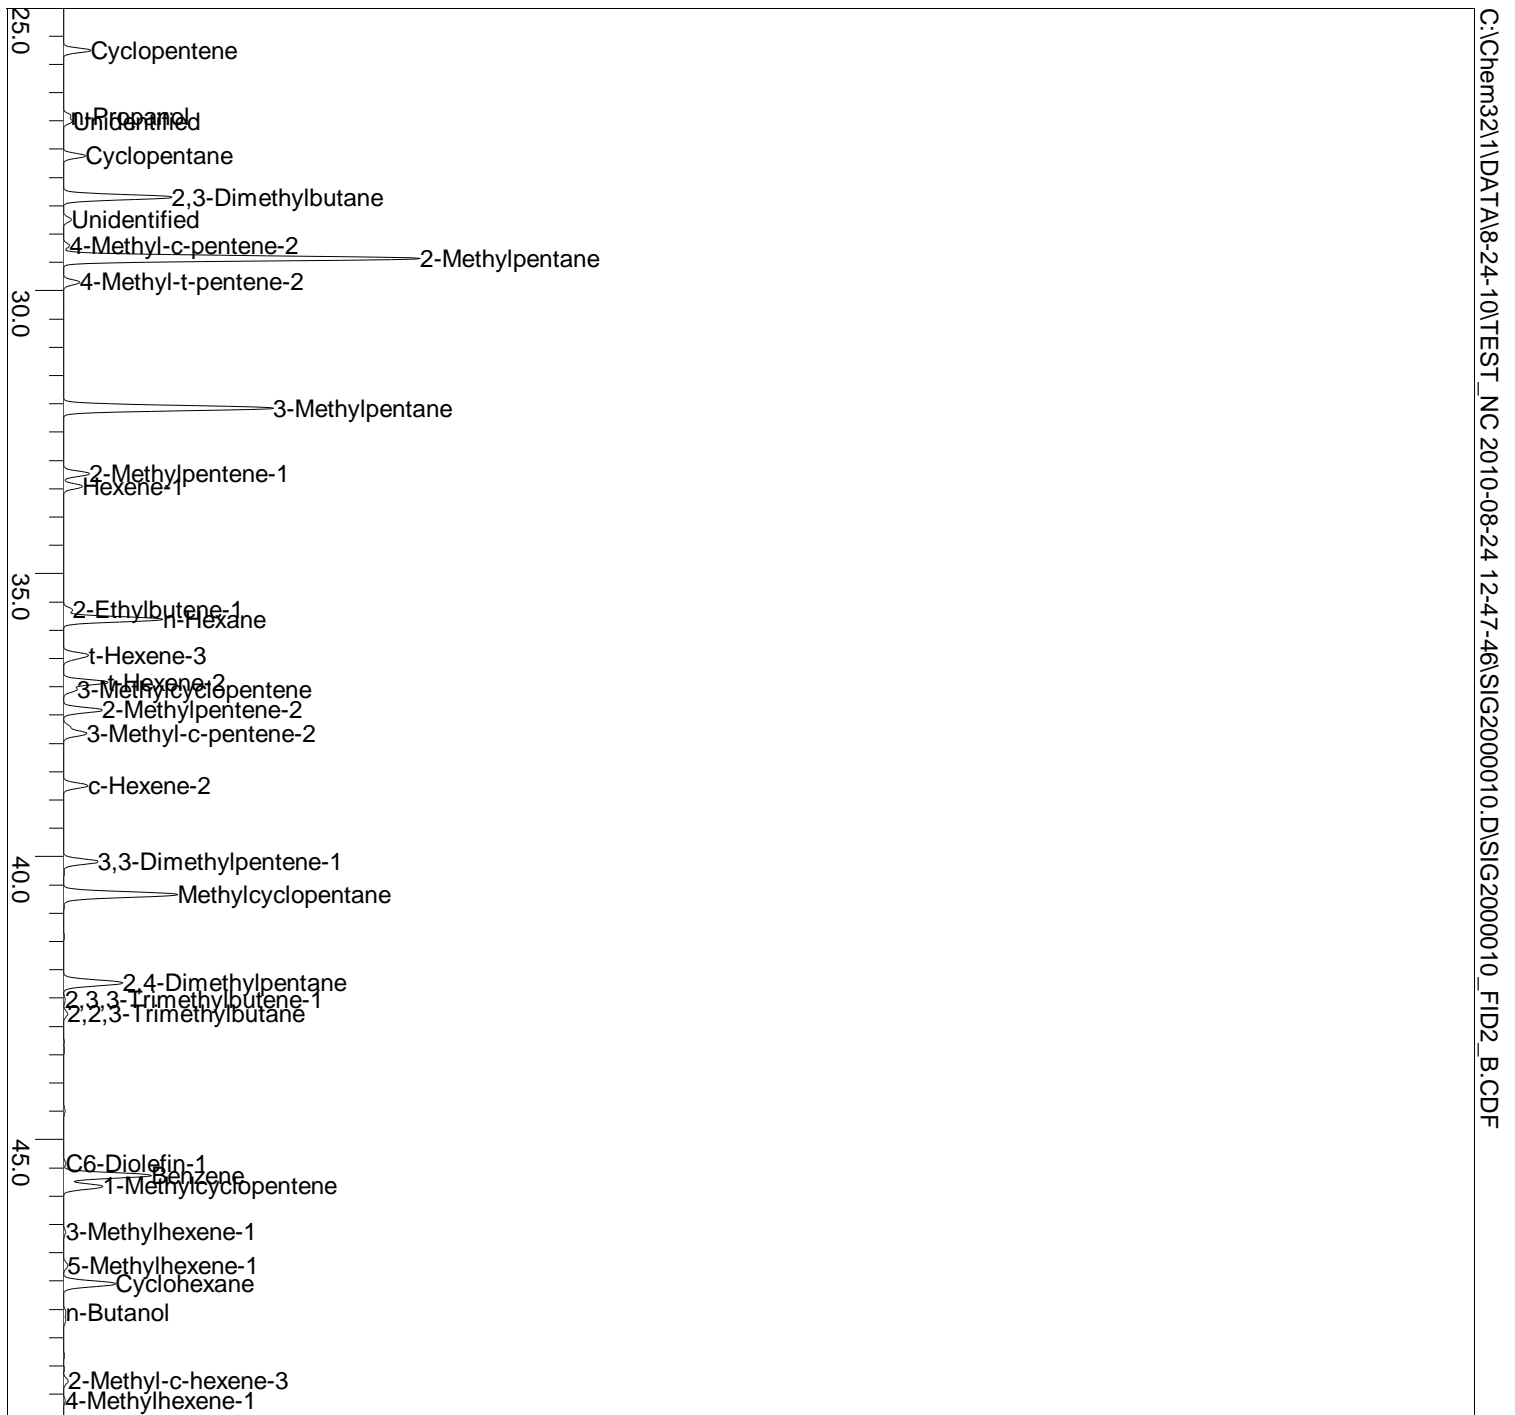 C:\Chem32\1\DATA\8-24-10\TEST_NC 2010-08-24 12-47-46\SIG2000010.D\SIG2000010_FID2_B.CDF
25.0
Cyclopentene
n-Propanol
Unidentified
Cyclopentane
2,3-Dimethylbutane
Unidentified
4-Methyl-c-pentene-2
2-Methylpentane
4-Methyl-t-pentene-2
30.0
3-Methylpentane
2-Methylpentene-1
Hexene-1
35.0
2-Ethylbutene-1
n-Hexane
t-Hexene-3
t-Hexene-2
3-Methylcyclopentene
2-Methylpentene-2
3-Methyl-c-pentene-2
c-Hexene-2
40.0
3,3-Dimethylpentene-1
Methylcyclopentane
2,4-Dimethylpentane
2,3,3-Trimethylbutene-1
2,2,3-Trimethylbutane
45.0
C6-Diolefin-1
Benzene
1-Methylcyclopentene
3-Methylhexene-1
5-Methylhexene-1
Cyclohexane
n-Butanol
2-Methyl-c-hexene-3
4-Methylhexene-1